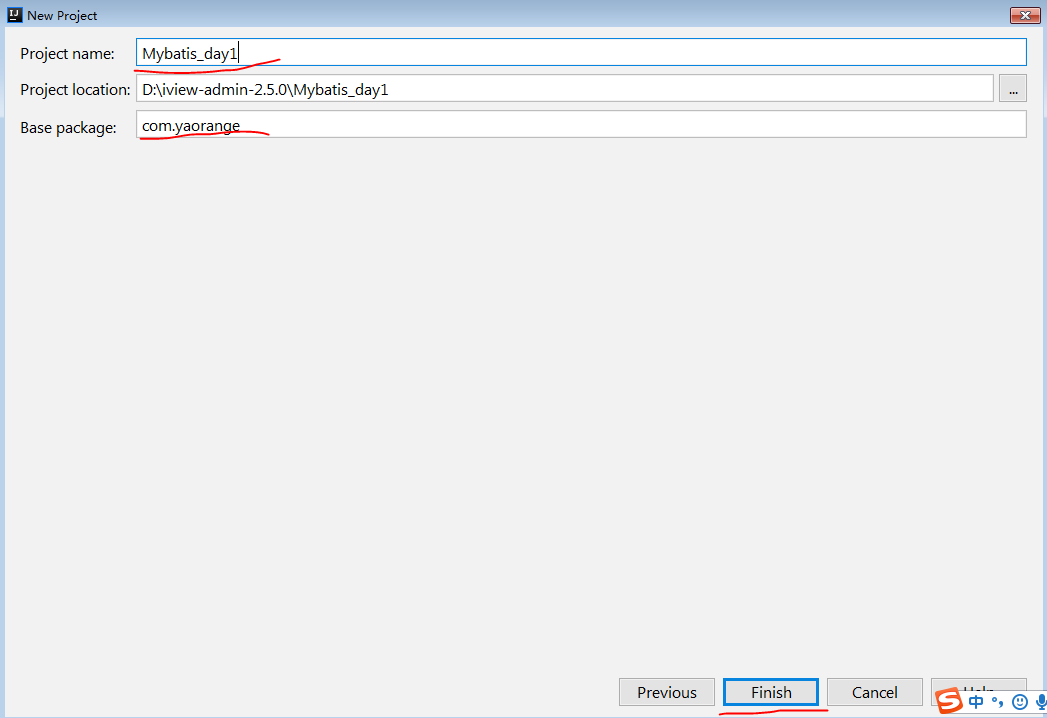 New Project
Project name: Mybatis_day1
Project location: D:\iview-admin-2.5.0\Mybatis_day1 ...
Base package: com.yaorange
Previous Finish Cancel
S 中 °,